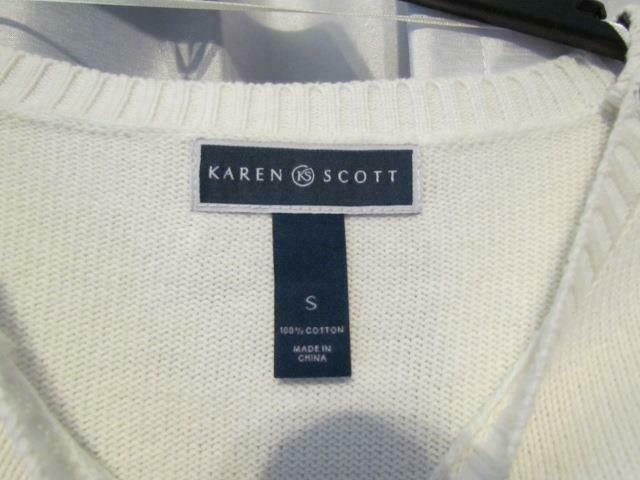 KAREN KS SCOTT
S
100% COTTON
MADE IN
CHINA